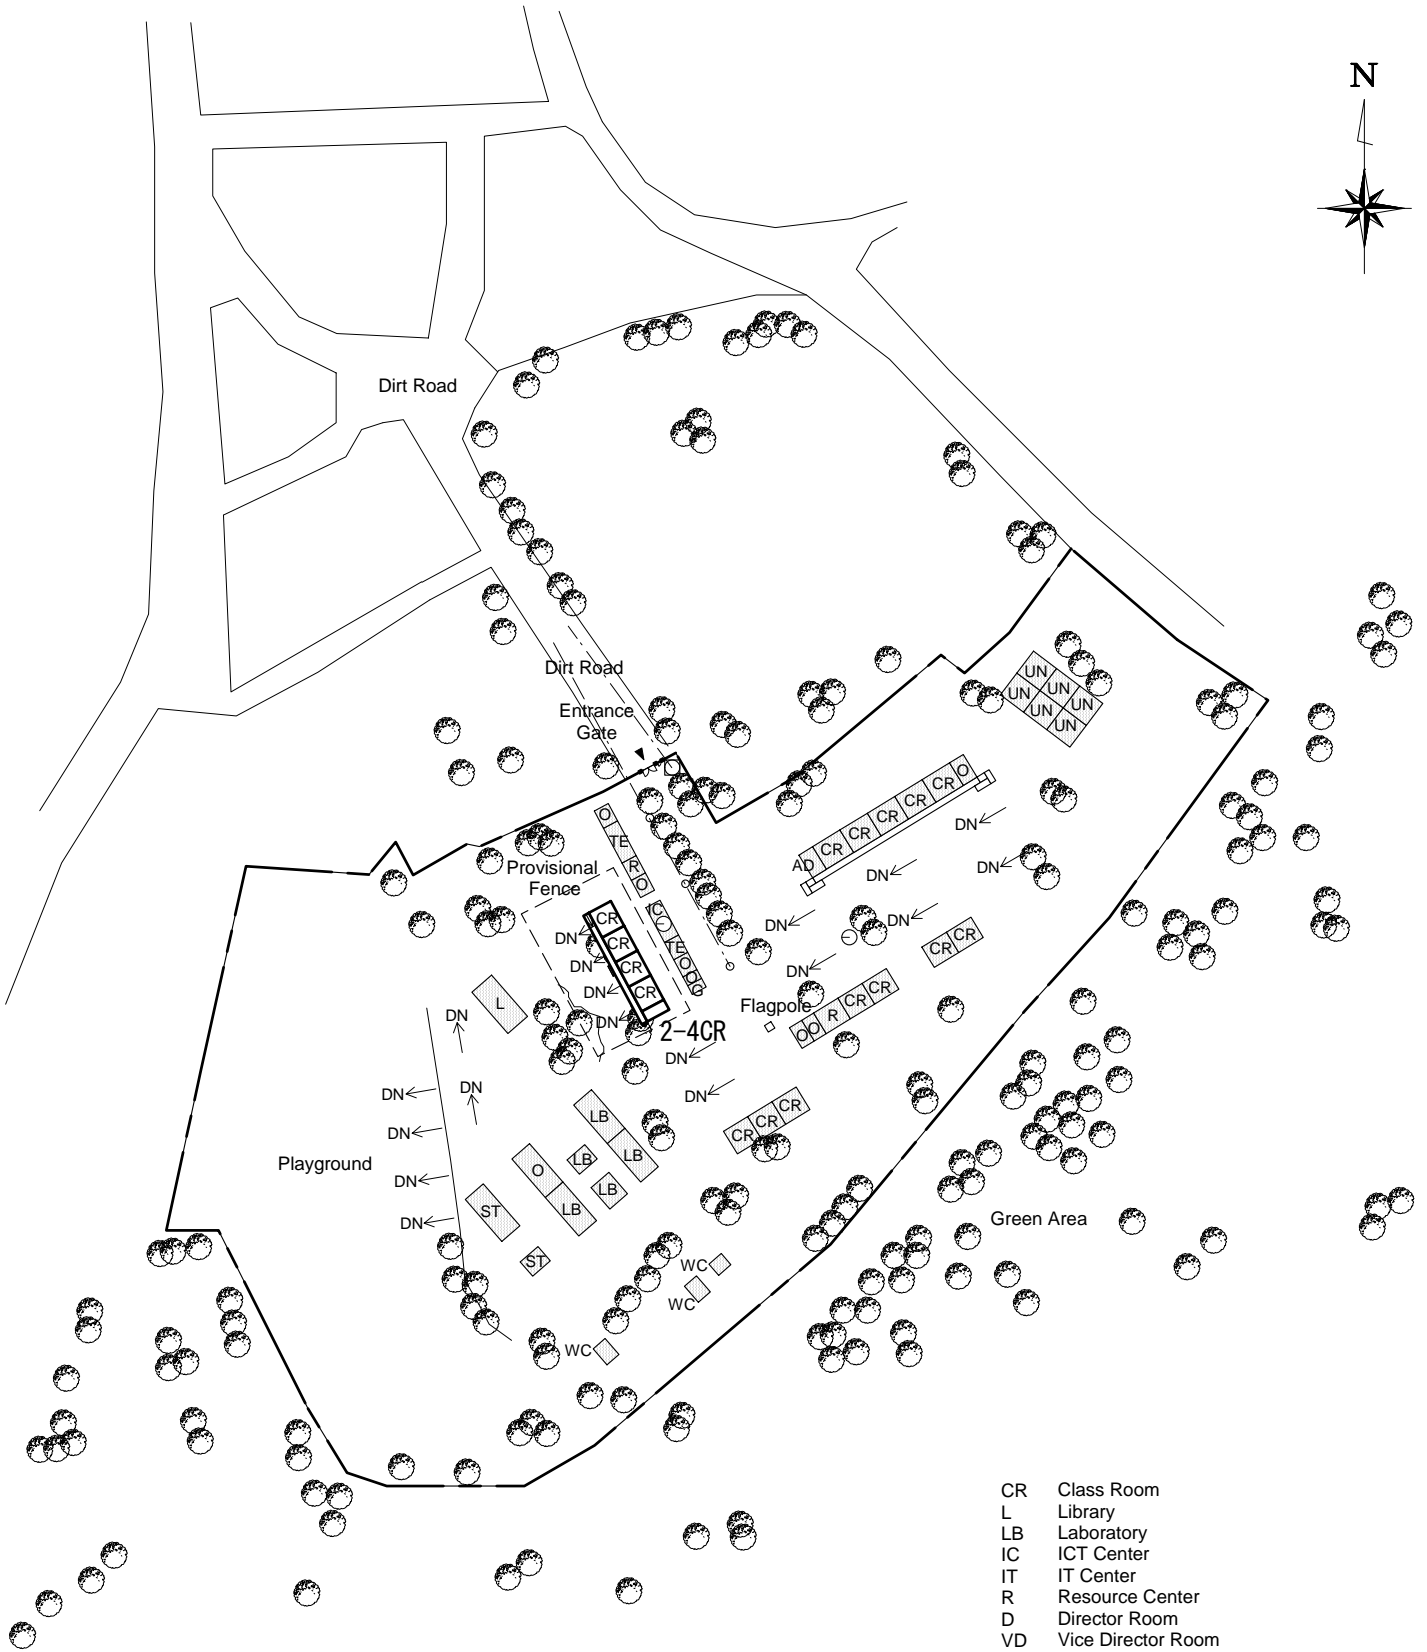 N
Dirt Road
Dirt Road
UN
UN
UN
UN
UN
UN
Entrance
Gate
O
CR
CR
CR
CR
CR
AD
DN
DN
DN
O
TE
R
O
Provisional
Fence
IC
TE
O
O
O
CR
CR
CR
CR
DN
DN
DN
DN
2-4CR
DN
DN
DN
CR
CR
Flagpole
CR
CR
R
O
O
DN
DN
L
DN
DN
DN
DN
DN
DN
Playground
CR
CR
CR
LB
LB
LB
LB
O
LB
ST
ST
WC
WC
WC
Green Area
CR Class Room
L Library
LB Laboratory
IC ICT Center
IT IT Center
R Resource Center
D Director Room
VD Vice Director Room